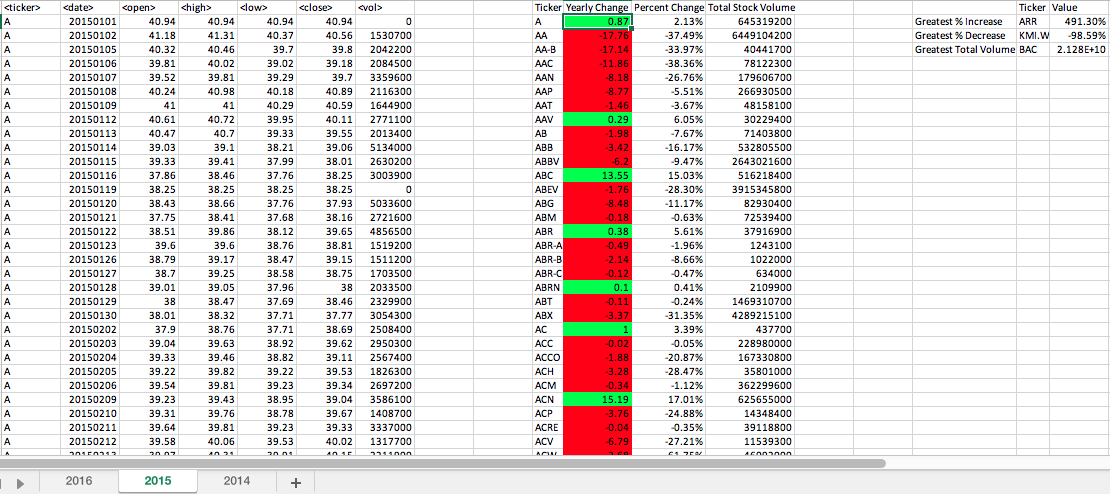 <ticker> <date> <open> <high> <low> <close> <vol> Ticker Yearly Change Percent Change Total Stock Volume Ticker Value
A 20150101 40.94 40.94 40.94 40.94 0 A 0.87 2.13% 645319200 Greatest % Increase ARR 491.30%
A 20150102 41.18 41.31 40.37 40.56 1530700 AA -17.76 -37.49% 6449104200 Greatest % Decrease KMI.W -98.59%
A 20150105 40.32 40.46 39.7 39.8 2042200 AA-B -17.14 -33.97% 40441700 Greatest Total Volume BAC 2.128E+10
A 20150106 39.81 40.02 39.02 39.18 2084500 AAC -11.86 -38.36% 78122300
A 20150107 39.52 39.81 39.29 39.7 3359600 AAN -8.18 -26.76% 179606700
A 20150108 40.24 40.98 40.18 40.89 2116300 AAP -8.77 -5.51% 266930500
A 20150109 41 41 40.29 40.59 1644900 AAT -1.46 -3.67% 48158100
A 20150112 40.61 40.72 39.95 40.11 2771100 AAV 0.29 6.05% 30229400
A 20150113 40.47 40.7 39.33 39.55 2013400 AB -1.98 -7.67% 71403800
A 20150114 39.03 39.1 38.21 39.06 5134000 ABB -3.42 -16.17% 532805500
A 20150115 39.33 39.41 37.99 38.01 2630200 ABBV -6.2 -9.47% 2643021600
A 20150116 37.86 38.46 37.76 38.25 3003900 ABC 13.55 15.03% 516218400
A 20150119 38.25 38.25 38.25 38.25 0 ABEV -1.76 -28.30% 3915345800
A 20150120 38.43 38.66 37.76 37.93 5033600 ABG -8.48 -11.17% 82930400
A 20150121 37.75 38.41 37.68 38.16 2721600 ABM -0.18 -0.63% 72539400
A 20150122 38.51 39.86 38.12 39.65 4856500 ABR 0.38 5.61% 37916900
A 20150123 39.6 39.6 38.76 38.81 1519200 ABR-A -0.49 -1.96% 1243100
A 20150126 38.79 39.17 38.47 39.15 1511200 ABR-B -2.14 -8.66% 1022000
A 20150127 38.7 39.25 38.58 38.75 1703500 ABR-C -0.12 -0.47% 634000
A 20150128 39.01 39.05 37.96 38 2033500 ABRN 0.1 0.41% 2109900
A 20150129 38 38.47 37.69 38.46 2329900 ABT -0.11 -0.24% 1469310700
A 20150130 38.01 38.32 37.71 37.77 3054300 ABX -3.37 -31.35% 4289215100
A 20150202 37.9 38.76 37.71 38.69 2508400 AC 1 3.39% 437700
A 20150203 39.04 39.63 38.92 39.62 2950300 ACC -0.02 -0.05% 228980000
A 20150204 39.33 39.46 38.82 39.11 2567400 ACCO -1.88 -20.87% 167330800
A 20150205 39.22 39.82 39.22 39.53 1826300 ACH -3.28 -28.47% 35801000
A 20150206 39.54 39.81 39.23 39.34 2697200 ACM -0.34 -1.12% 362299600
A 20150209 39.23 39.43 38.95 39.04 3586100 ACN 15.19 17.01% 625655000
A 20150210 39.31 39.76 38.78 39.67 1408700 ACP -3.76 -24.88% 14348400
A 20150211 39.64 39.81 39.23 39.33 3337000 ACRE -0.04 -0.35% 39118800
A 20150212 39.58 40.06 39.53 40.02 1317700 ACV -6.79 -27.21% 11539300
2016 2015 2014 +